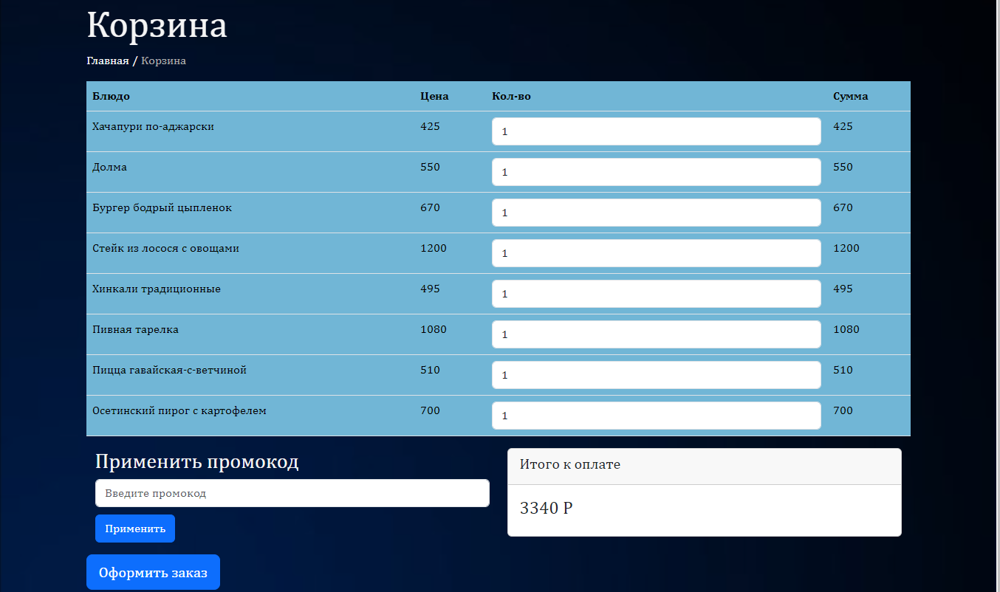 Корзина
Главная / Корзина
Блюдо Цена Кол-во Сумма
Хачапури по-аджарски 425 1 425
Долма 550 1 550
Бургер бодрый цыпленок 670 1 670
Стейк из лосося с овощами 1200 1 1200
Хинкали традиционные 495 1 495
Пивная тарелка 1080 1 1080
Пицца гавайская-с-ветчиной 510 1 510
Осетинский пирог с картофелем 700 1 700
Применить промокод
Введите промокод
Применить
Итого к оплате
3340 Р
Оформить заказ